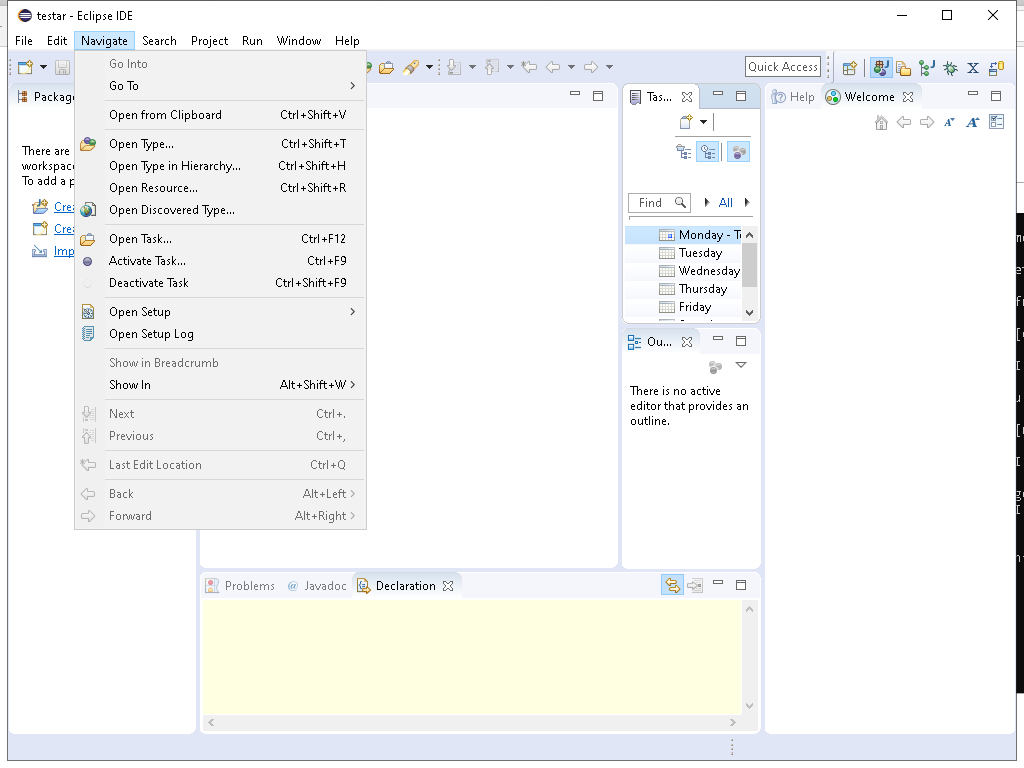 testar - Eclipse IDE
File Edit Navigate Search Project Run Window Help
Quick Access
Go Into
Go To
Open from Clipboard Ctrl+Shift+V
Open Type... Ctrl+Shift+T
Open Type in Hierarchy... Ctrl+Shift+H
Open Resource... Ctrl+Shift+R
Open Discovered Type...
Open Task... Ctrl+F12
Activate Task... Ctrl+F9
Deactivate Task Ctrl+Shift+F9
Open Setup
Open Setup Log
Show in Breadcrumb
Show In Alt+Shift+W
Next Ctrl+.
Previous Ctrl+,
Last Edit Location Ctrl+Q
Back Alt+Left
Forward Alt+Right
Packag
There are
workspac
To add a p
Crea
Crea
Imp
Tas...
Find
All
Monday - T
Tuesday
Wednesday
Thursday
Friday
Ou...
There is no active
editor that provides an
outline.
Help Welcome
Problems @ Javadoc Declaration